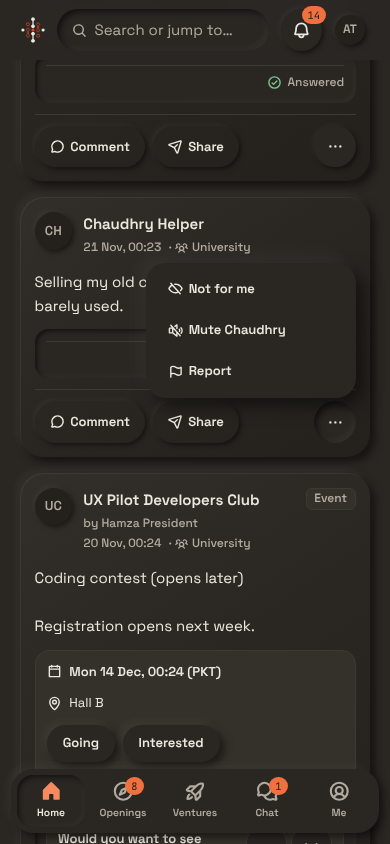 Search or jump to...
14
AT
Answered
Comment
Share
CH
Chaudhry Helper
21 Nov, 00:23 · University
Selling my old c
barely used.
Not for me
Mute Chaudhry
Report
Comment
Share
UC
UX Pilot Developers Club
Event
by Hamza President
20 Nov, 00:24 · University
Coding contest (opens later)
Registration opens next week.
Mon 14 Dec, 00:24 (PKT)
Hall B
Going
Interested
Home
8
Openings
Ventures
1
Chat
Me
Would you want to see